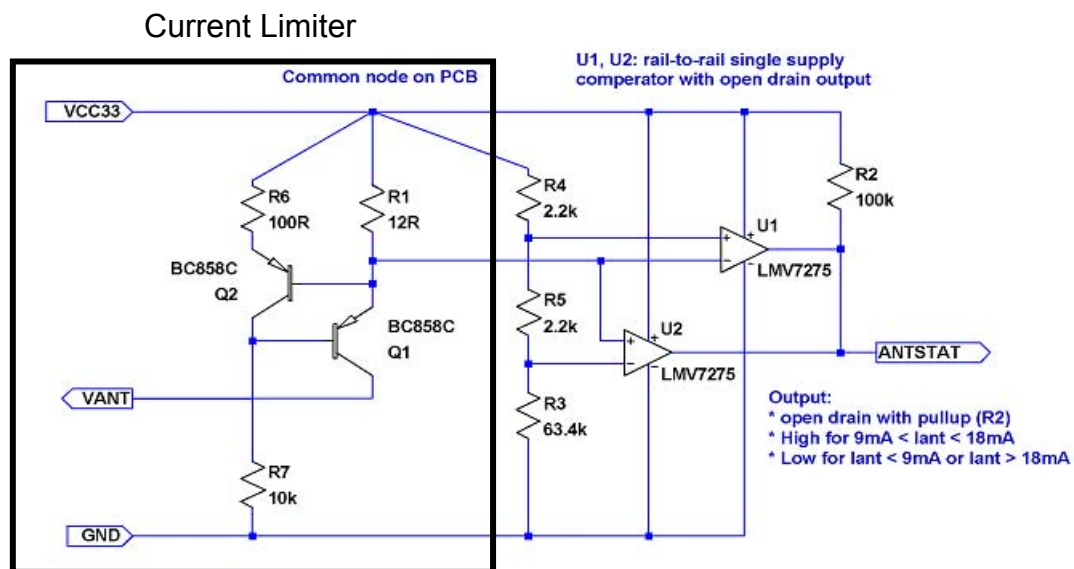 Current Limiter
Common node on PCB
U1, U2: rail-to-rail single supply
comperator with open drain output
VCC33
R6
100R
R1
12R
R4
2.2k
R2
100k
U1
+
-
+
-
LMV7275
BC858C
Q2
R5
2.2k
BC858C
Q1
U2
+
-
+
-
LMV7275
ANTSTAT
VANT
R3
63.4k
Output:
* open drain with pullup (R2)
* High for 9mA < Iant < 18mA
* Low for Iant < 9mA or Iant > 18mA
R7
10k
GND